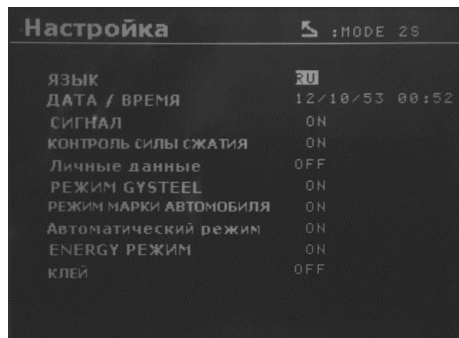 Настройка ⇱ :MODE 2S
ЯЗЫК RU
ДАТА / ВРЕМЯ 12/10/53 00:52
СИГНАЛ ON
КОНТРОЛЬ СИЛЫ СЖАТИЯ ON
Личные данные OFF
РЕЖИМ GYSTEEL ON
РЕЖИМ МАРКИ АВТОМОБИЛЯ ON
Автоматический режим ON
ENERGY РЕЖИМ ON
КЛЕЙ OFF